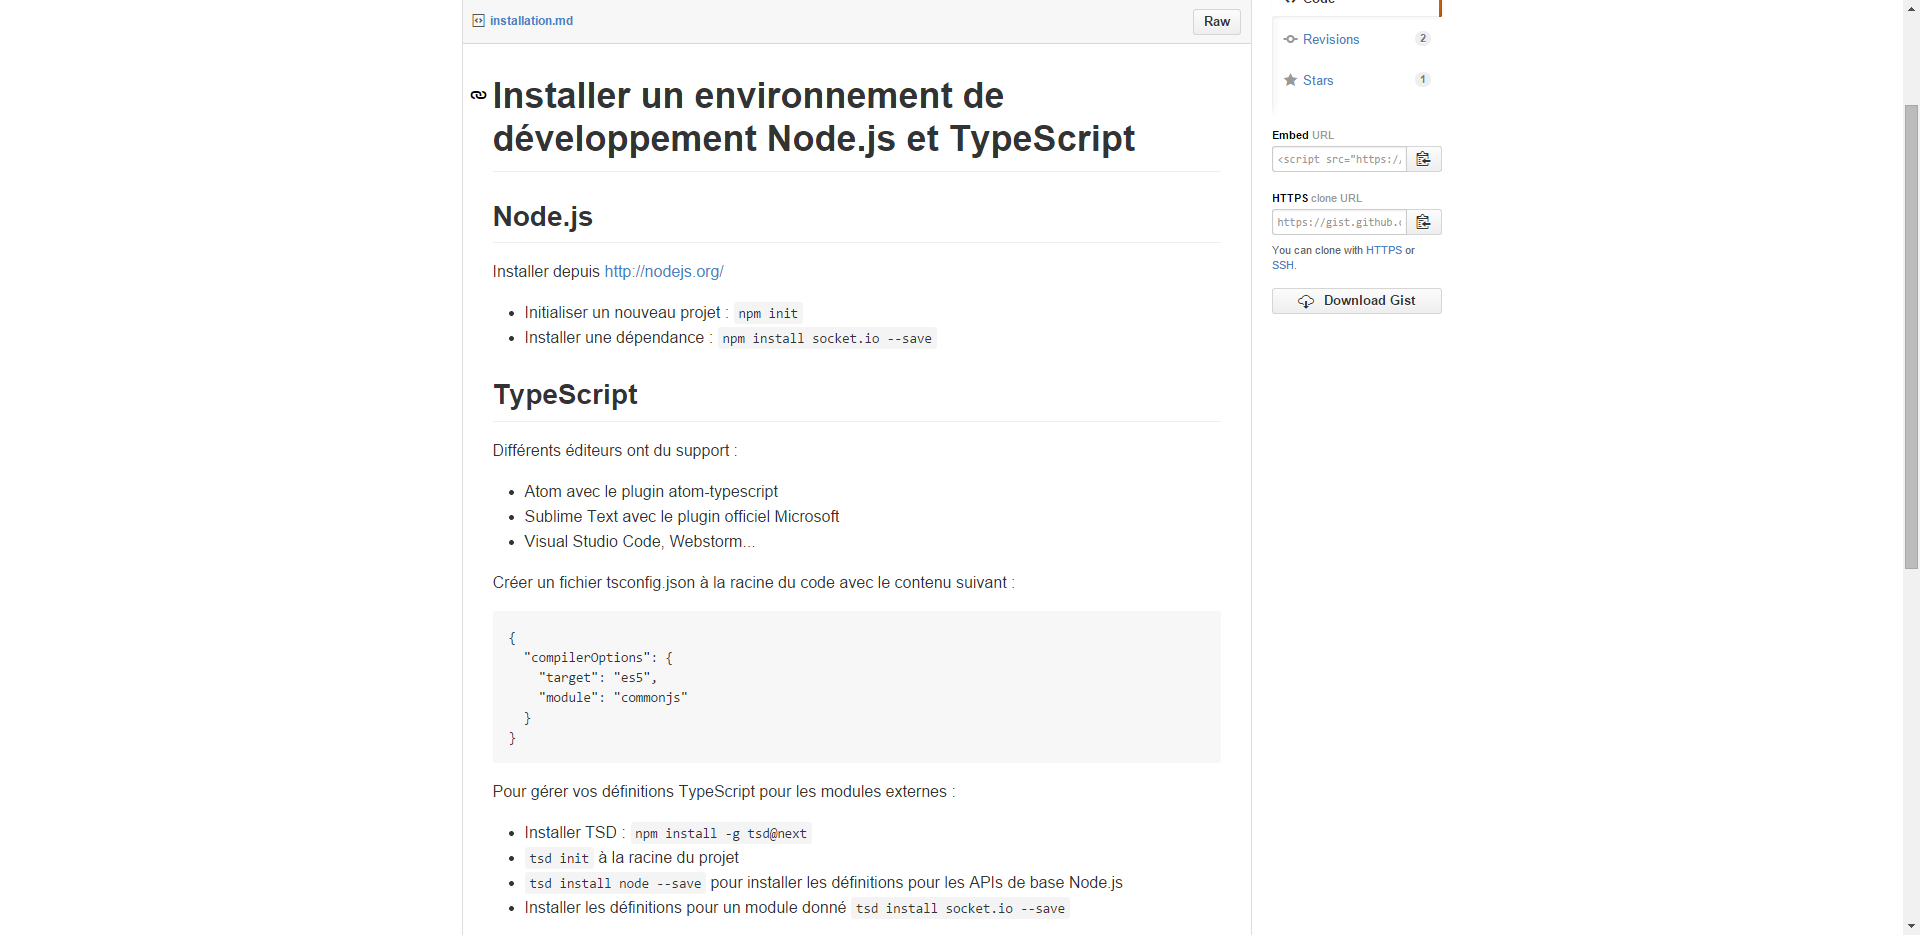 installation.md
Raw
Installer un environnement de
développement Node.js et TypeScript
Node.js
Installer depuis http://nodejs.org/
Initialiser un nouveau projet : npm init
Installer une dépendance : npm install socket.io --save
TypeScript
Différents éditeurs ont du support :
Atom avec le plugin atom-typescript
Sublime Text avec le plugin officiel Microsoft
Visual Studio Code, Webstorm...
Créer un fichier tsconfig.json à la racine du code avec le contenu suivant :
{
"compilerOptions": {
"target": "es5",
"module": "commonjs"
}
}
Pour gérer vos définitions TypeScript pour les modules externes :
Installer TSD : npm install -g tsd@next
tsd init à la racine du projet
tsd install node --save pour installer les définitions pour les APIs de base Node.js
Installer les définitions pour un module donné tsd install socket.io --save
Code
Revisions 2
Stars 1
Embed URL
<script src="https:/
HTTPS clone URL
https://gist.github.
You can clone with HTTPS or
SSH.
Download Gist